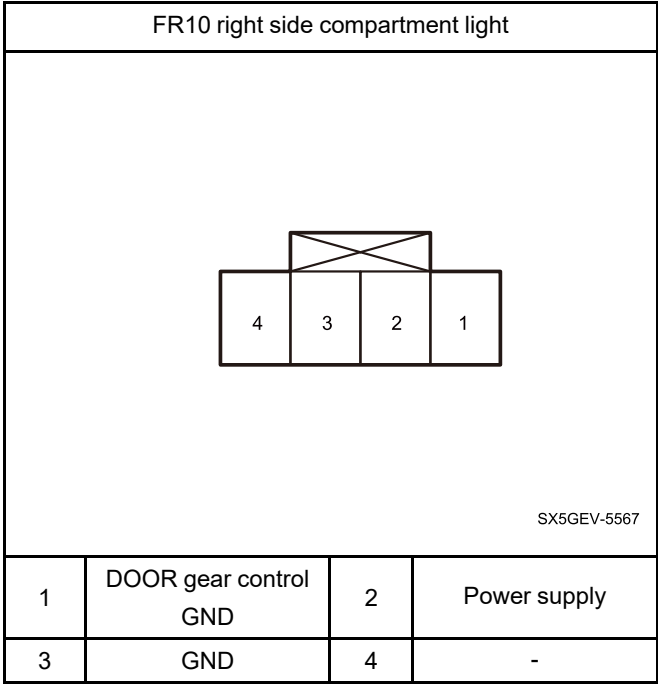 FR10 right side compartment light
4 3 2 1
SX5GEV-5567
1 DOOR gear control GND 2 Power supply
3 GND 4 -